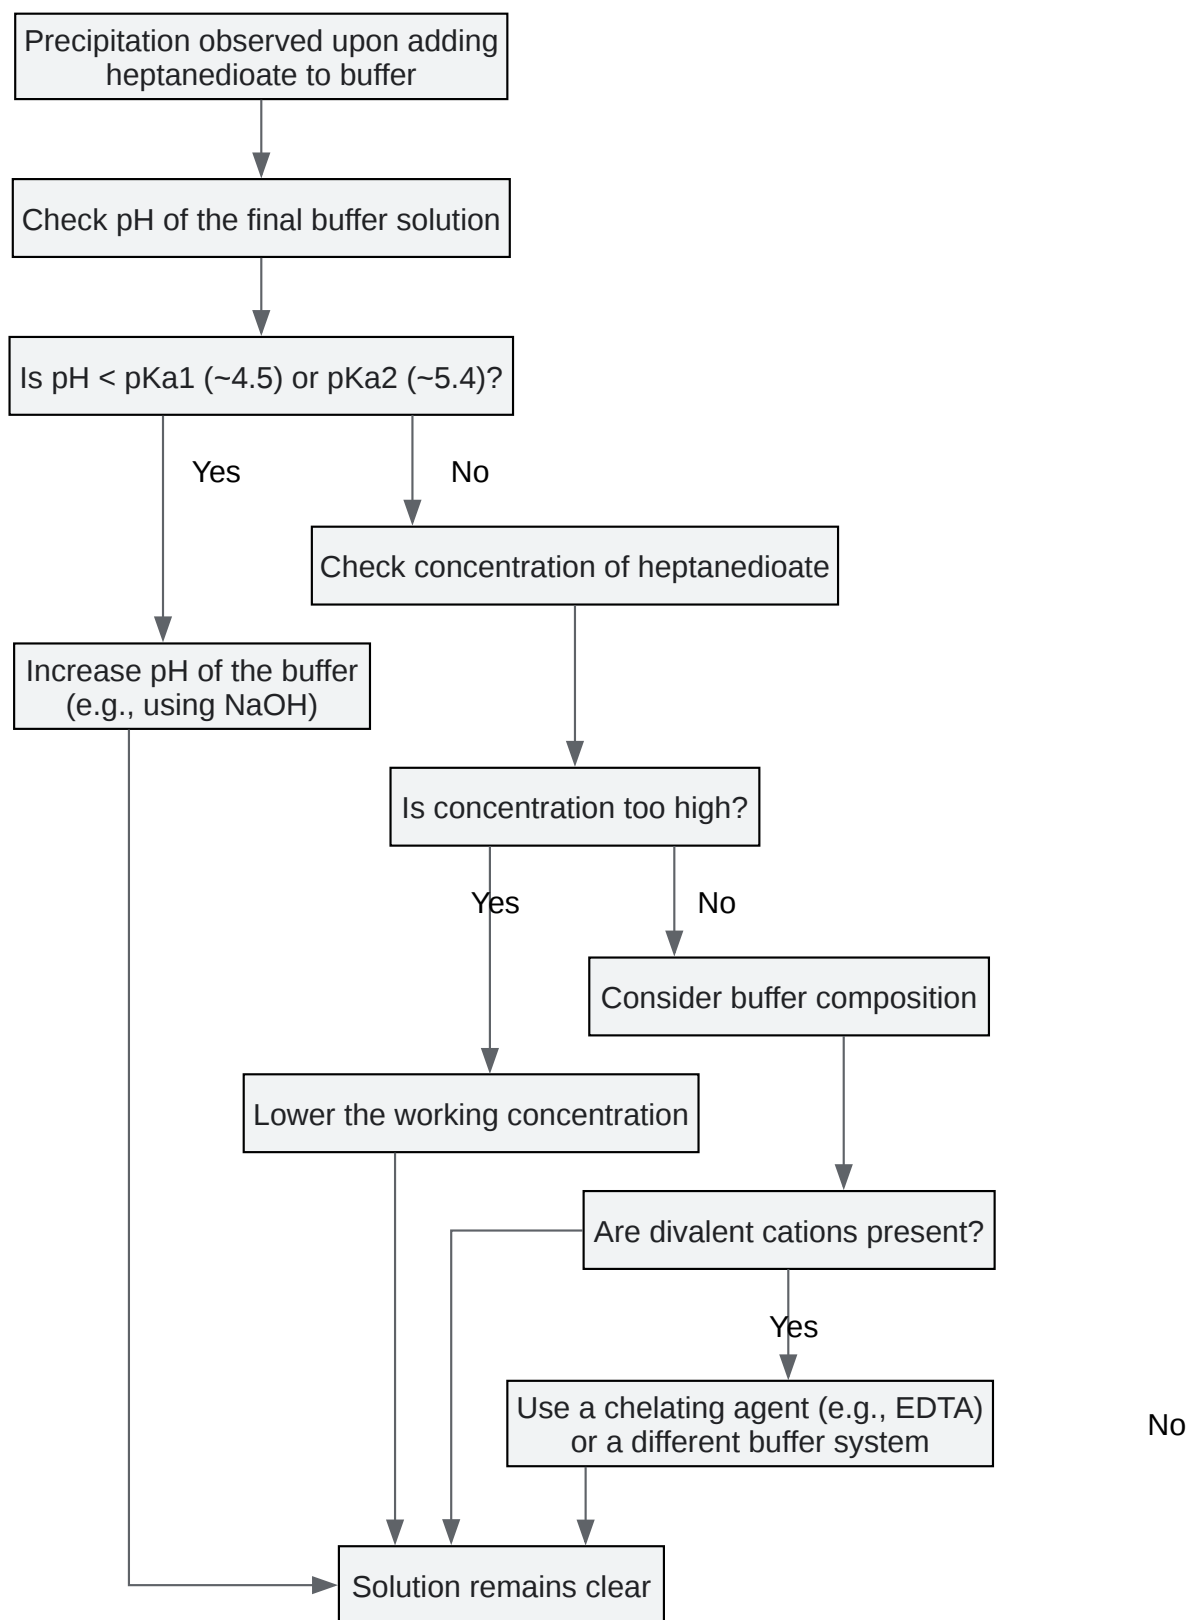 Precipitation observed upon adding
heptanedioate to buffer
Check pH of the final buffer solution
Is pH < pKa1 (~4.5) or pKa2 (~5.4)?
Yes
No
Check concentration of heptanedioate
Increase pH of the buffer
(e.g., using NaOH)
Is concentration too high?
Yes
No
Consider buffer composition
Lower the working concentration
Are divalent cations present?
Yes
Use a chelating agent (e.g., EDTA)
or a different buffer system
No
Solution remains clear